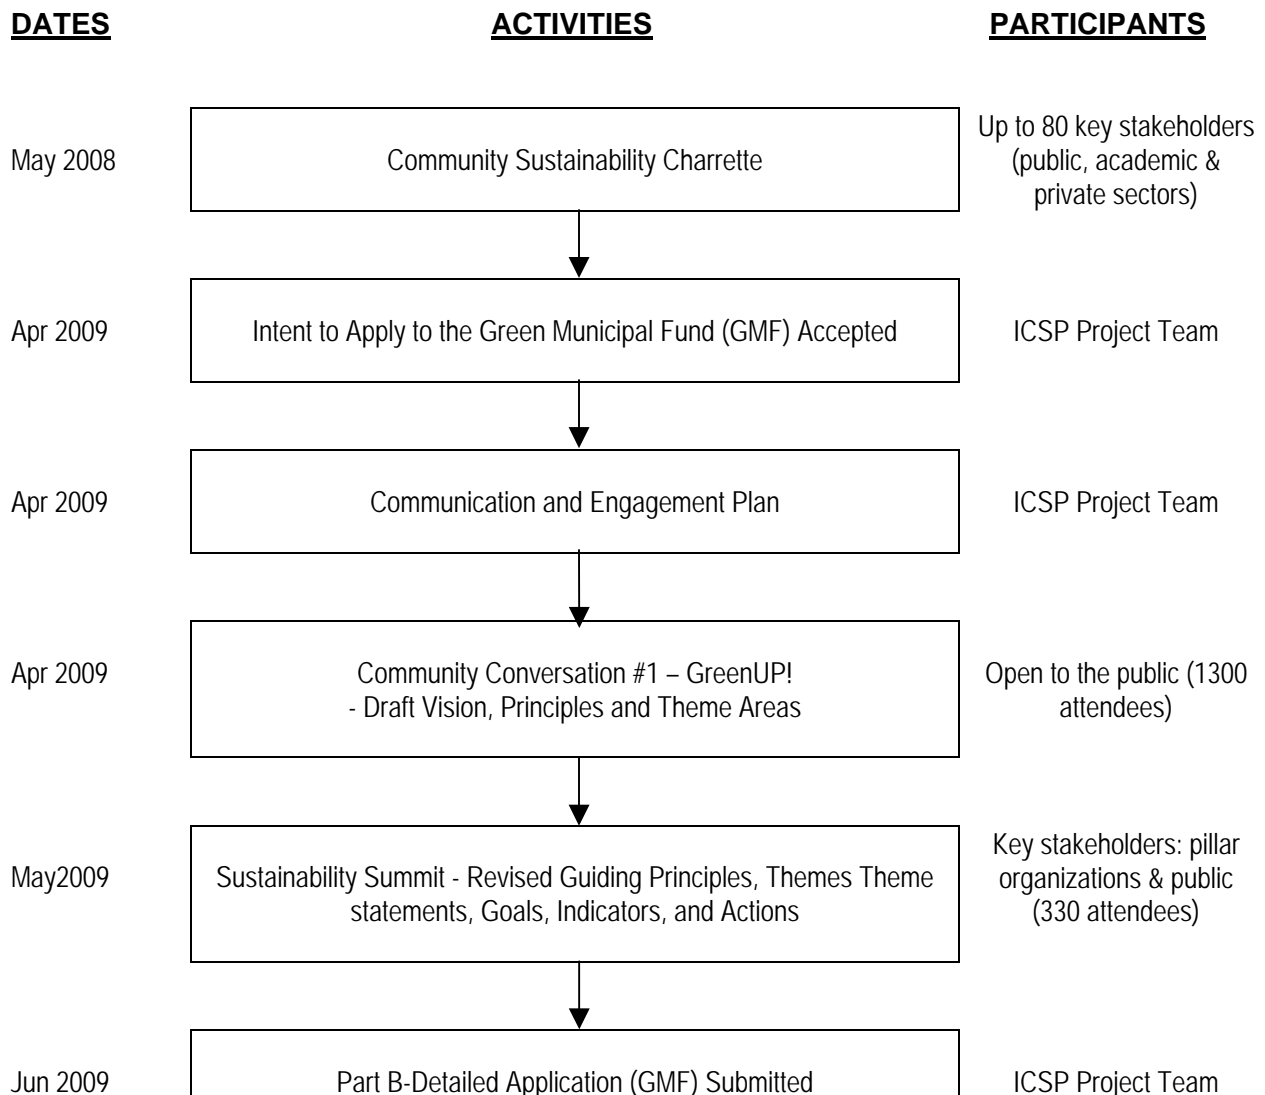 DATES ACTIVITIES PARTICIPANTS
May 2008
Community Sustainability Charrette
Up to 80 key stakeholders
(public, academic &
private sectors)
Apr 2009
Intent to Apply to the Green Municipal Fund (GMF) Accepted
ICSP Project Team
Apr 2009
Communication and Engagement Plan
ICSP Project Team
Apr 2009
Community Conversation #1 – GreenUP!
- Draft Vision, Principles and Theme Areas
Open to the public (1300
attendees)
May2009
Sustainability Summit - Revised Guiding Principles, Themes Theme
statements, Goals, Indicators, and Actions
Key stakeholders: pillar
organizations & public
(330 attendees)
Jun 2009
Part B-Detailed Application (GMF) Submitted
ICSP Project Team